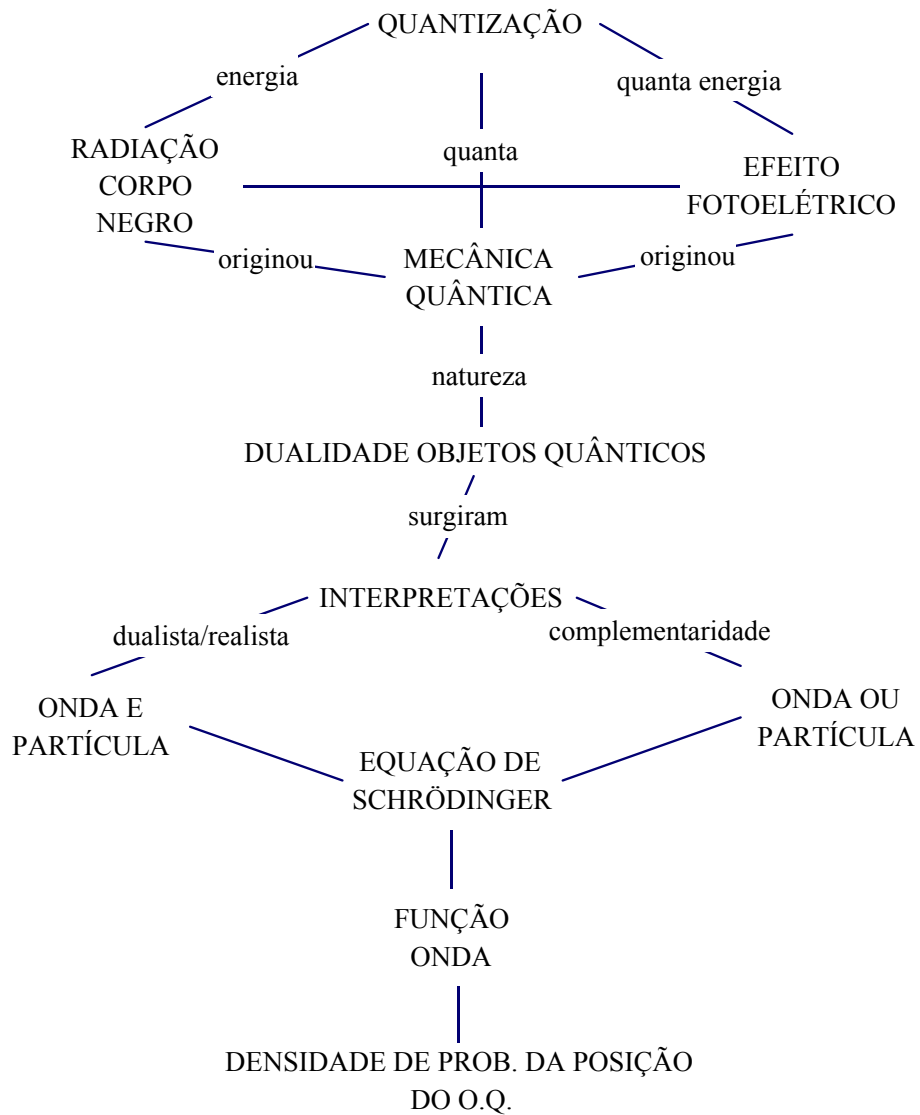 QUANTIZAÇÃO
energia
quanta energia
RADIAÇÃO
CORPO
NEGRO
quanta
EFEITO
FOTOELÉTRICO
originou
MECÂNICA
QUÂNTICA
originou
natureza
DUALIDADE OBJETOS QUÂNTICOS
surgiram
INTERPRETAÇÕES
dualista/realista
complementaridade
ONDA E
PARTÍCULA
ONDA OU
PARTÍCULA
EQUAÇÃO DE
SCHRÖDINGER
FUNÇÃO
ONDA
DENSIDADE DE PROB. DA POSIÇÃO
DO O.Q.